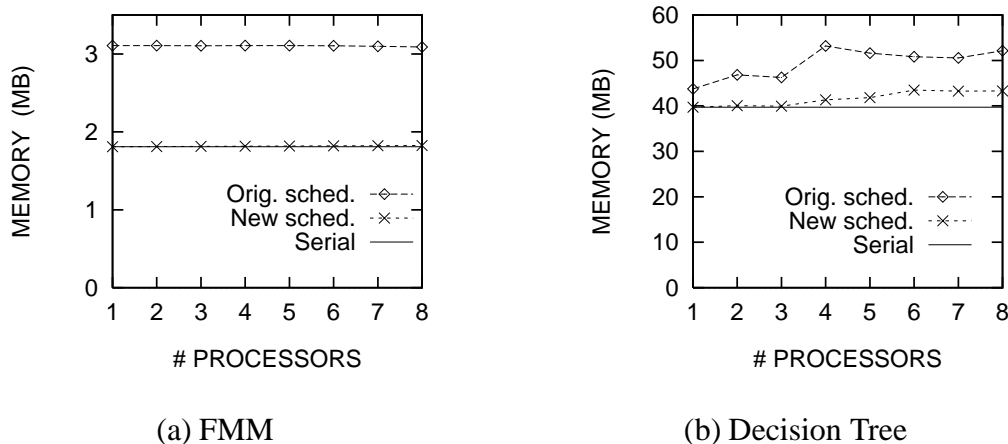 MEMORY (MB)
3
2
1
0
Orig. sched.
New sched.
Serial
1 2 3 4 5 6 7 8
# PROCESSORS
(a) FMM
MEMORY (MB)
60
50
40
30
20
10
0
Orig. sched.
New sched.
Serial
1 2 3 4 5 6 7 8
# PROCESSORS
(b) Decision Tree